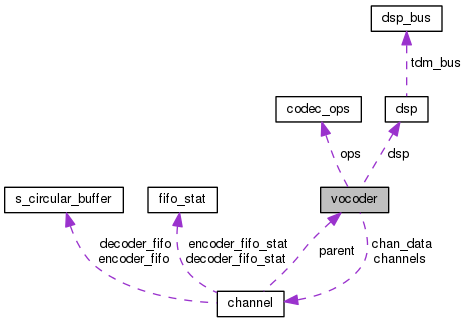 dsp_bus
tdm_bus
codec_ops
dsp
ops
dsp
s_circular_buffer
fifo_stat
vocoder
decoder_fifo
encoder_fifo
encoder_fifo_stat
decoder_fifo_stat
parent
chan_data
channels
channel